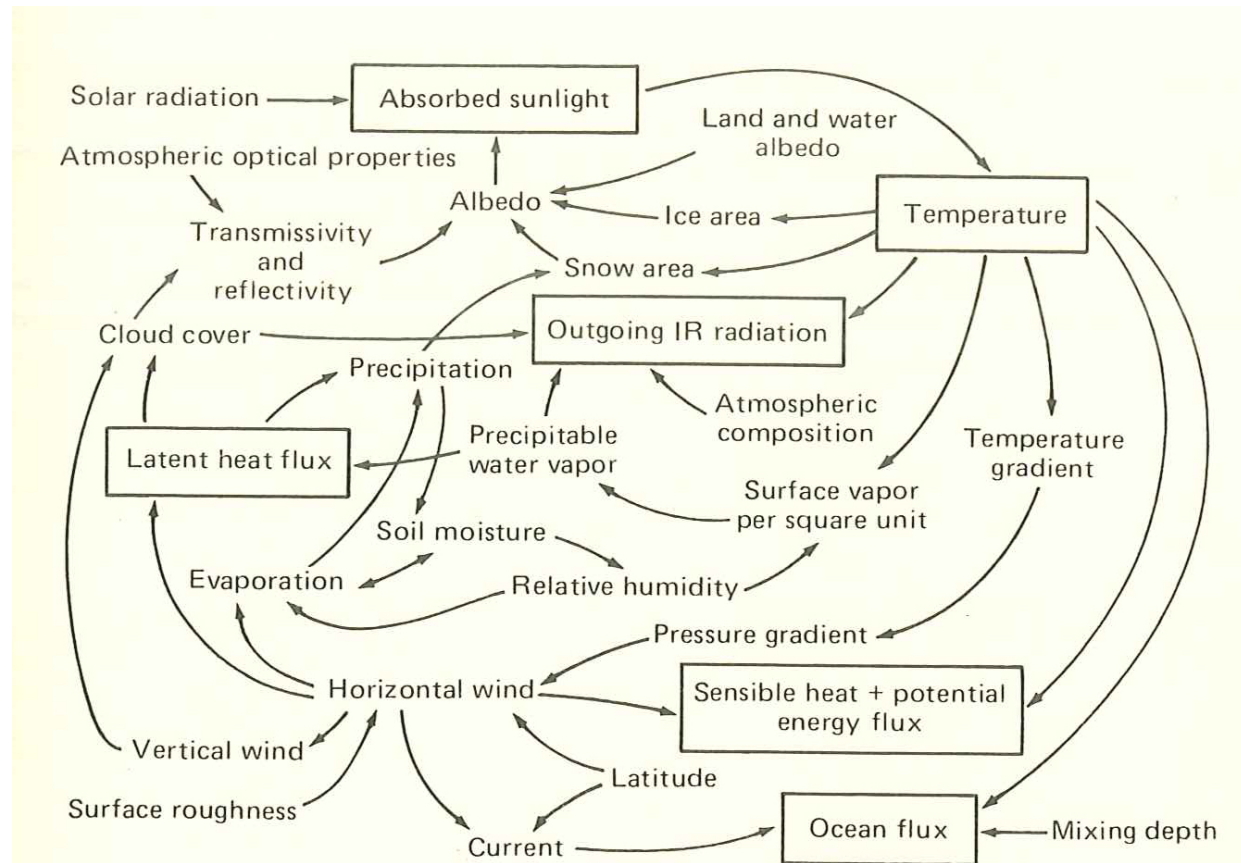 Solar radiation
Absorbed sunlight
Land and water
albedo
Atmospheric optical properties
Albedo
Ice area
Temperature
Transmissivity
and
reflectivity
Snow area
Cloud cover
Outgoing IR radiation
Precipitation
Atmospheric
composition
Latent heat flux
Precipitable
water vapor
Temperature
gradient
Surface vapor
per square unit
Soil moisture
Evaporation
Relative humidity
Pressure gradient
Horizontal wind
Sensible heat + potential
energy flux
Vertical wind
Latitude
Surface roughness
Current
Ocean flux
Mixing depth